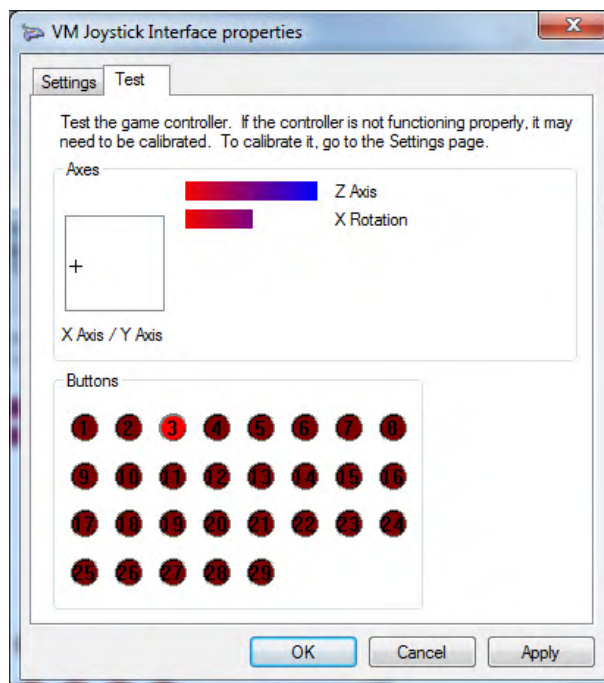 VM Joystick Interface properties
Settings Test
Test the game controller. If the controller is not functioning properly, it may
need to be calibrated. To calibrate it, go to the Settings page.
Axes
Z Axis
X Rotation
X Axis / Y Axis
Buttons
1 2 3 4 5 6 7 8
9 10 11 12 13 14 15 16
17 18 19 20 21 22 23 24
25 26 27 28 29
OK Cancel Apply